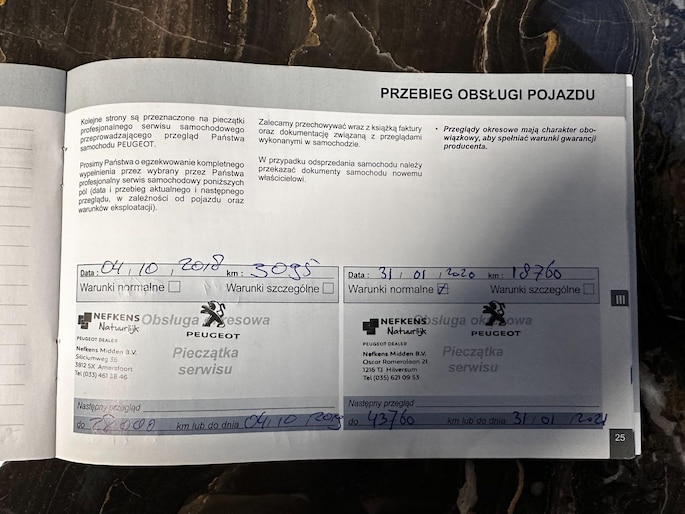 PRZEBIEG OBSŁUGI POJAZDU
Kolejne strony są przeznaczone na pieczątki
profesjonalnego serwisu samochodowego
przeprowadzającego przegląd Państwa
samochodu PEUGEOT.
Prosimy Państwa o egzekwowanie kompletnego
wypełnienia przez wybrany przez Państwa
profesjonalny serwis samochodowy poniższych
pól (data i przebieg aktualnego i następnego
przeglądu, w zależności od pojazdu oraz
warunków eksploatacji).
Zalecamy przechowywać wraz z książką faktury
oraz dokumentację związaną z przeglądami
wykonanymi w samochodzie.
W przypadku odsprzedania samochodu należy
przekazać dokumenty samochodu nowemu
właścicielowi.
• Przeglądy okresowe mają charakter obo-
wiązkowy, aby spełniać warunki gwarancji
producenta.
Data : 04, 10, 2018 km : 3095
Warunki normalne Warunki szczególne
Obsługa okresowa
NEFKENS
Natuurlijk
PEUGEOT
PEUGEOT DEALER
Pieczątka
serwisu
Nefkens Midden B.V.
Siliciumweg 36
3812 SX Amersfoort
Tel (033) 461 38 46
Następny przegląd
do 28.000 km lub do dnia 04, 10, 2019
Data : 31, 01, 2020 km : 18760
Warunki normalne Warunki szczególne
Obsługa okresowa
NEFKENS
Natuurlijk
PEUGEOT
PEUGEOT DEALER
Pieczątka
serwisu
Nefkens Midden B.V.
Oscar Romerolaan 21
1216 TJ Hilversum
Tel (035) 621 09 53
Następny przegląd
do 43760 km lub do dnia 31, 01, 2021
III
25